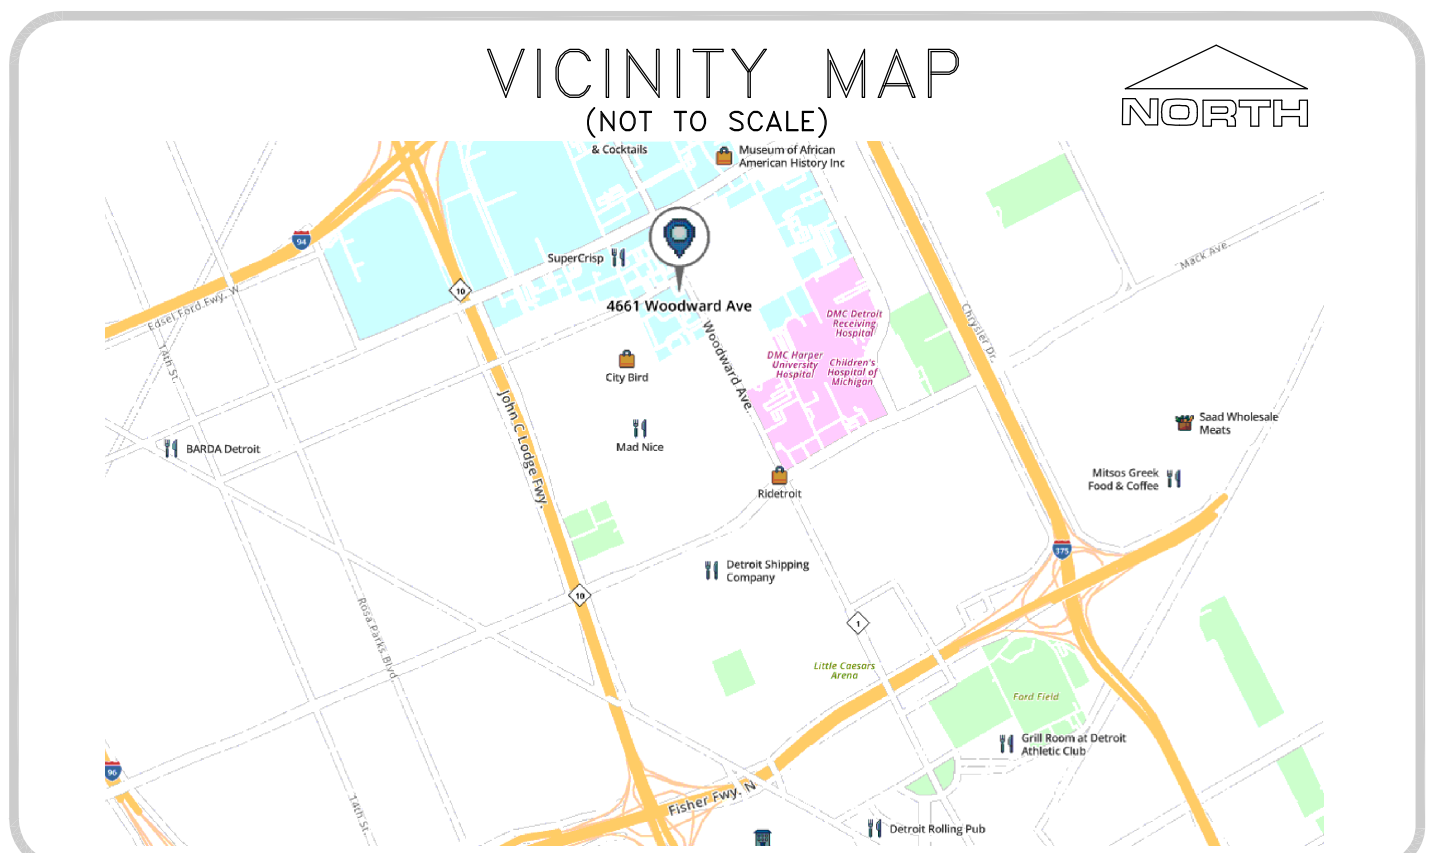 VICINITY MAP
(NOT TO SCALE)
NORTH
& Cocktails
Museum of African
American History Inc
94
SuperCrisp
10
4661 Woodward Ave
Edsel Ford Fwy. W
Mack Ave.
14th St.
Woodward Ave.
DMC Detroit
Receiving
Hospital
Chrysler Dr.
DMC Harper
University
Hospital
Children's
Hospital of
Michigan
City Bird
John C Lodge Fwy.
BARDA Detroit
Mad Nice
Saad Wholesale
Meats
Mitsos Greek
Food & Coffee
Ridetroit
375
Detroit Shipping
Company
10
1
Rosa Parks Blvd
Little Caesars
Arena
Ford Field
Grill Room at Detroit
Athletic Club
96
14th St.
Fisher Fwy. N
Detroit Rolling Pub